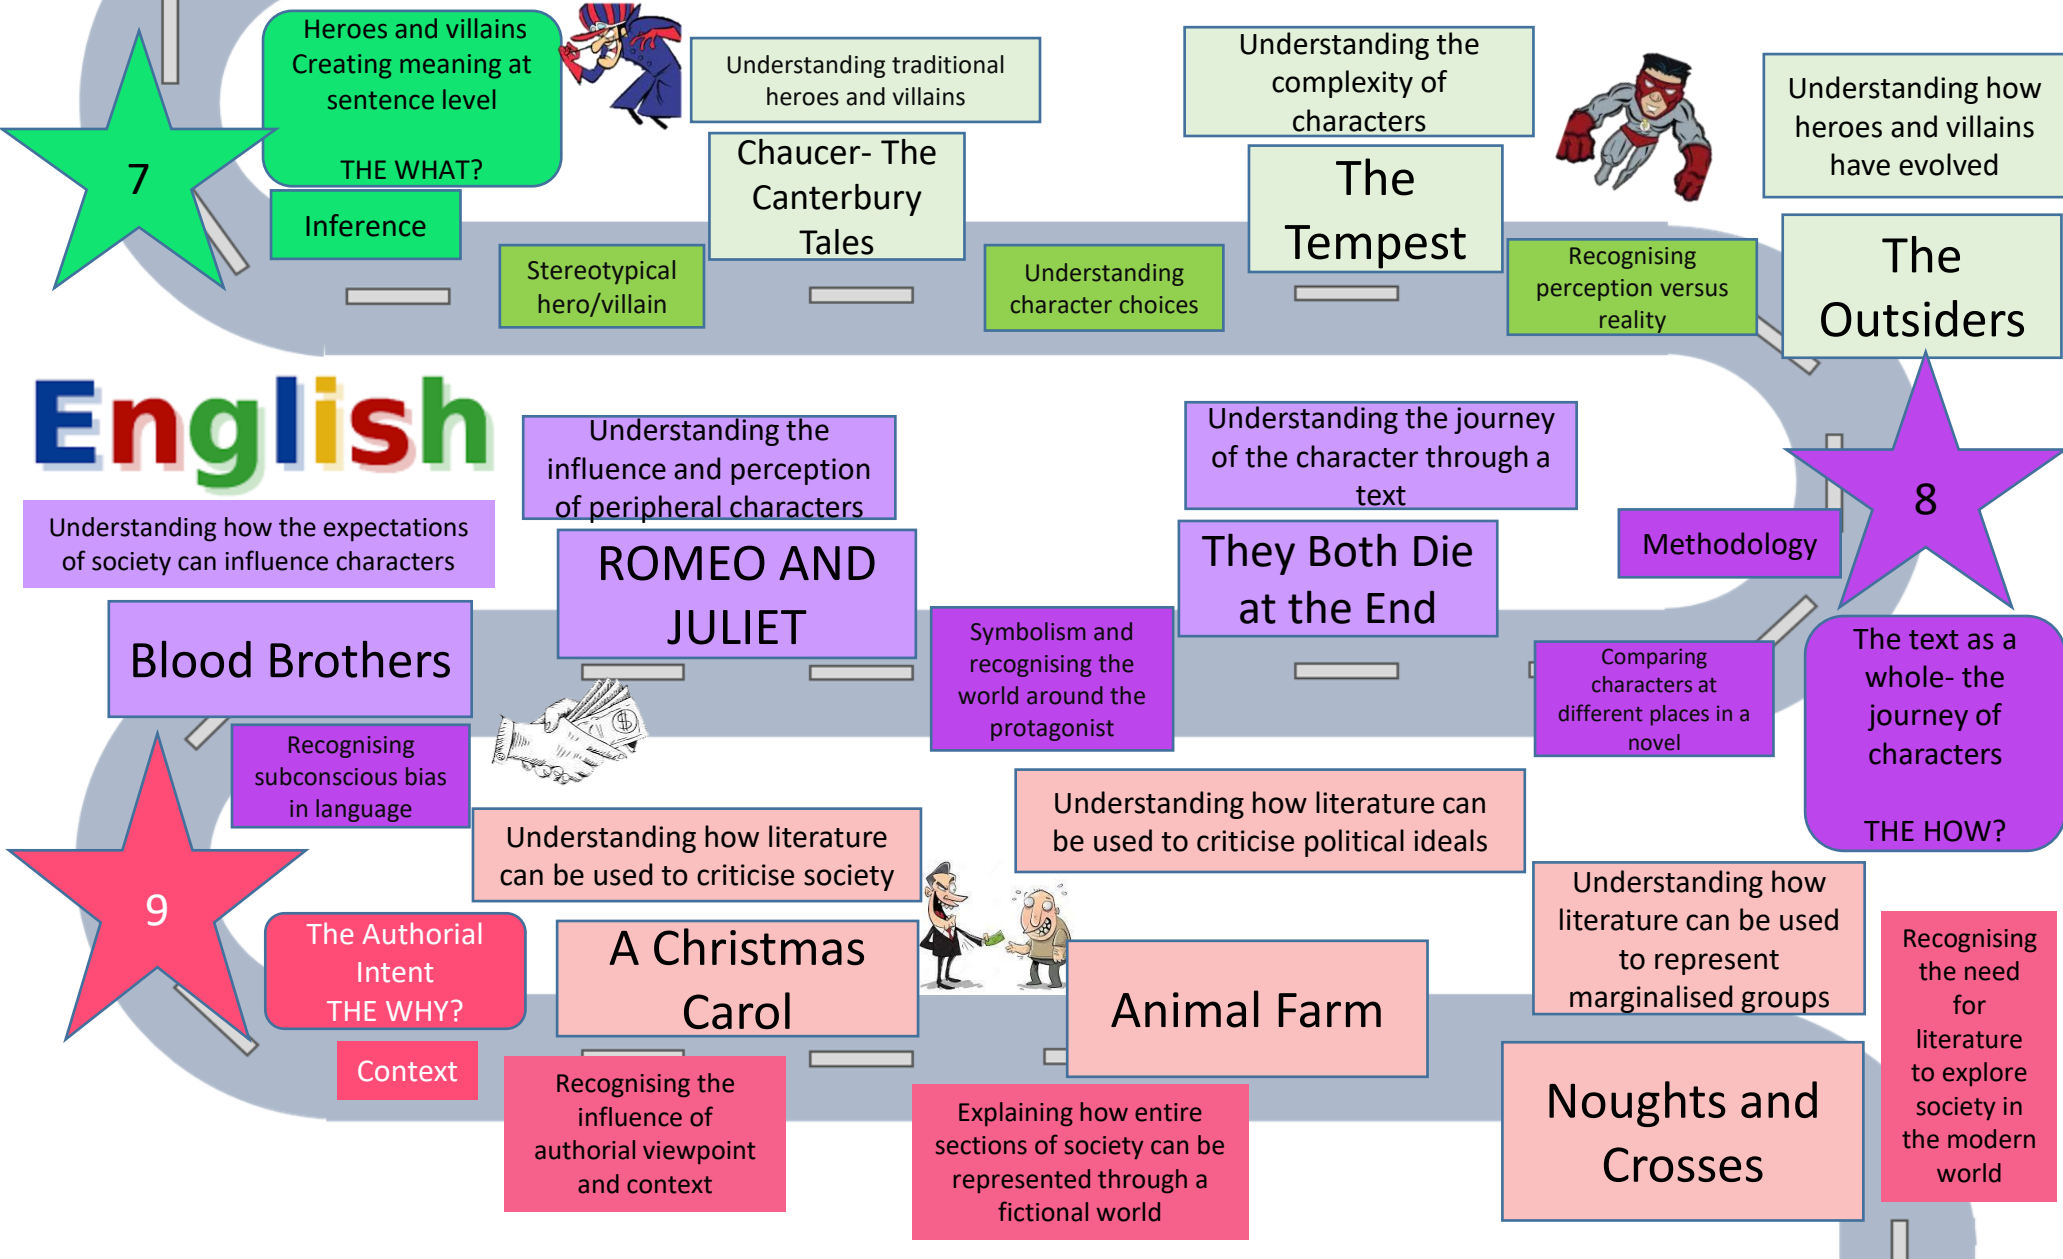 7
Heroes and villains
Creating meaning at
sentence level
THE WHAT?
Inference
Stereotypical
hero/villain
Understanding traditional
heroes and villains
Chaucer- The
Canterbury
Tales
Understanding
character choices
Understanding the
complexity of
characters
The
Tempest
Recognising
perception versus
reality
Understanding how
heroes and villains
have evolved
The
Outsiders
English
8
Methodology
The text as a
whole- the
journey of
characters
THE HOW?
Comparing
characters at
different places in a
novel
Understanding the journey
of the character through a
text
They Both Die
at the End
Symbolism and
recognising the
world around the
protagonist
Understanding the
influence and perception
of peripheral characters
ROMEO AND
JULIET
Understanding how the expectations
of society can influence characters
Blood Brothers
Recognising
subconscious bias
in language
9
The Authorial
Intent
THE WHY?
Context
Understanding how literature
can be used to criticise society
A Christmas
Carol
Recognising the
influence of
authorial viewpoint
and context
Understanding how literature can
be used to criticise political ideals
Animal Farm
Explaining how entire
sections of society can be
represented through a
fictional world
Understanding how
literature can be used
to represent
marginalised groups
Noughts and
Crosses
Recognising
the need
for
literature
to explore
society in
the modern
world